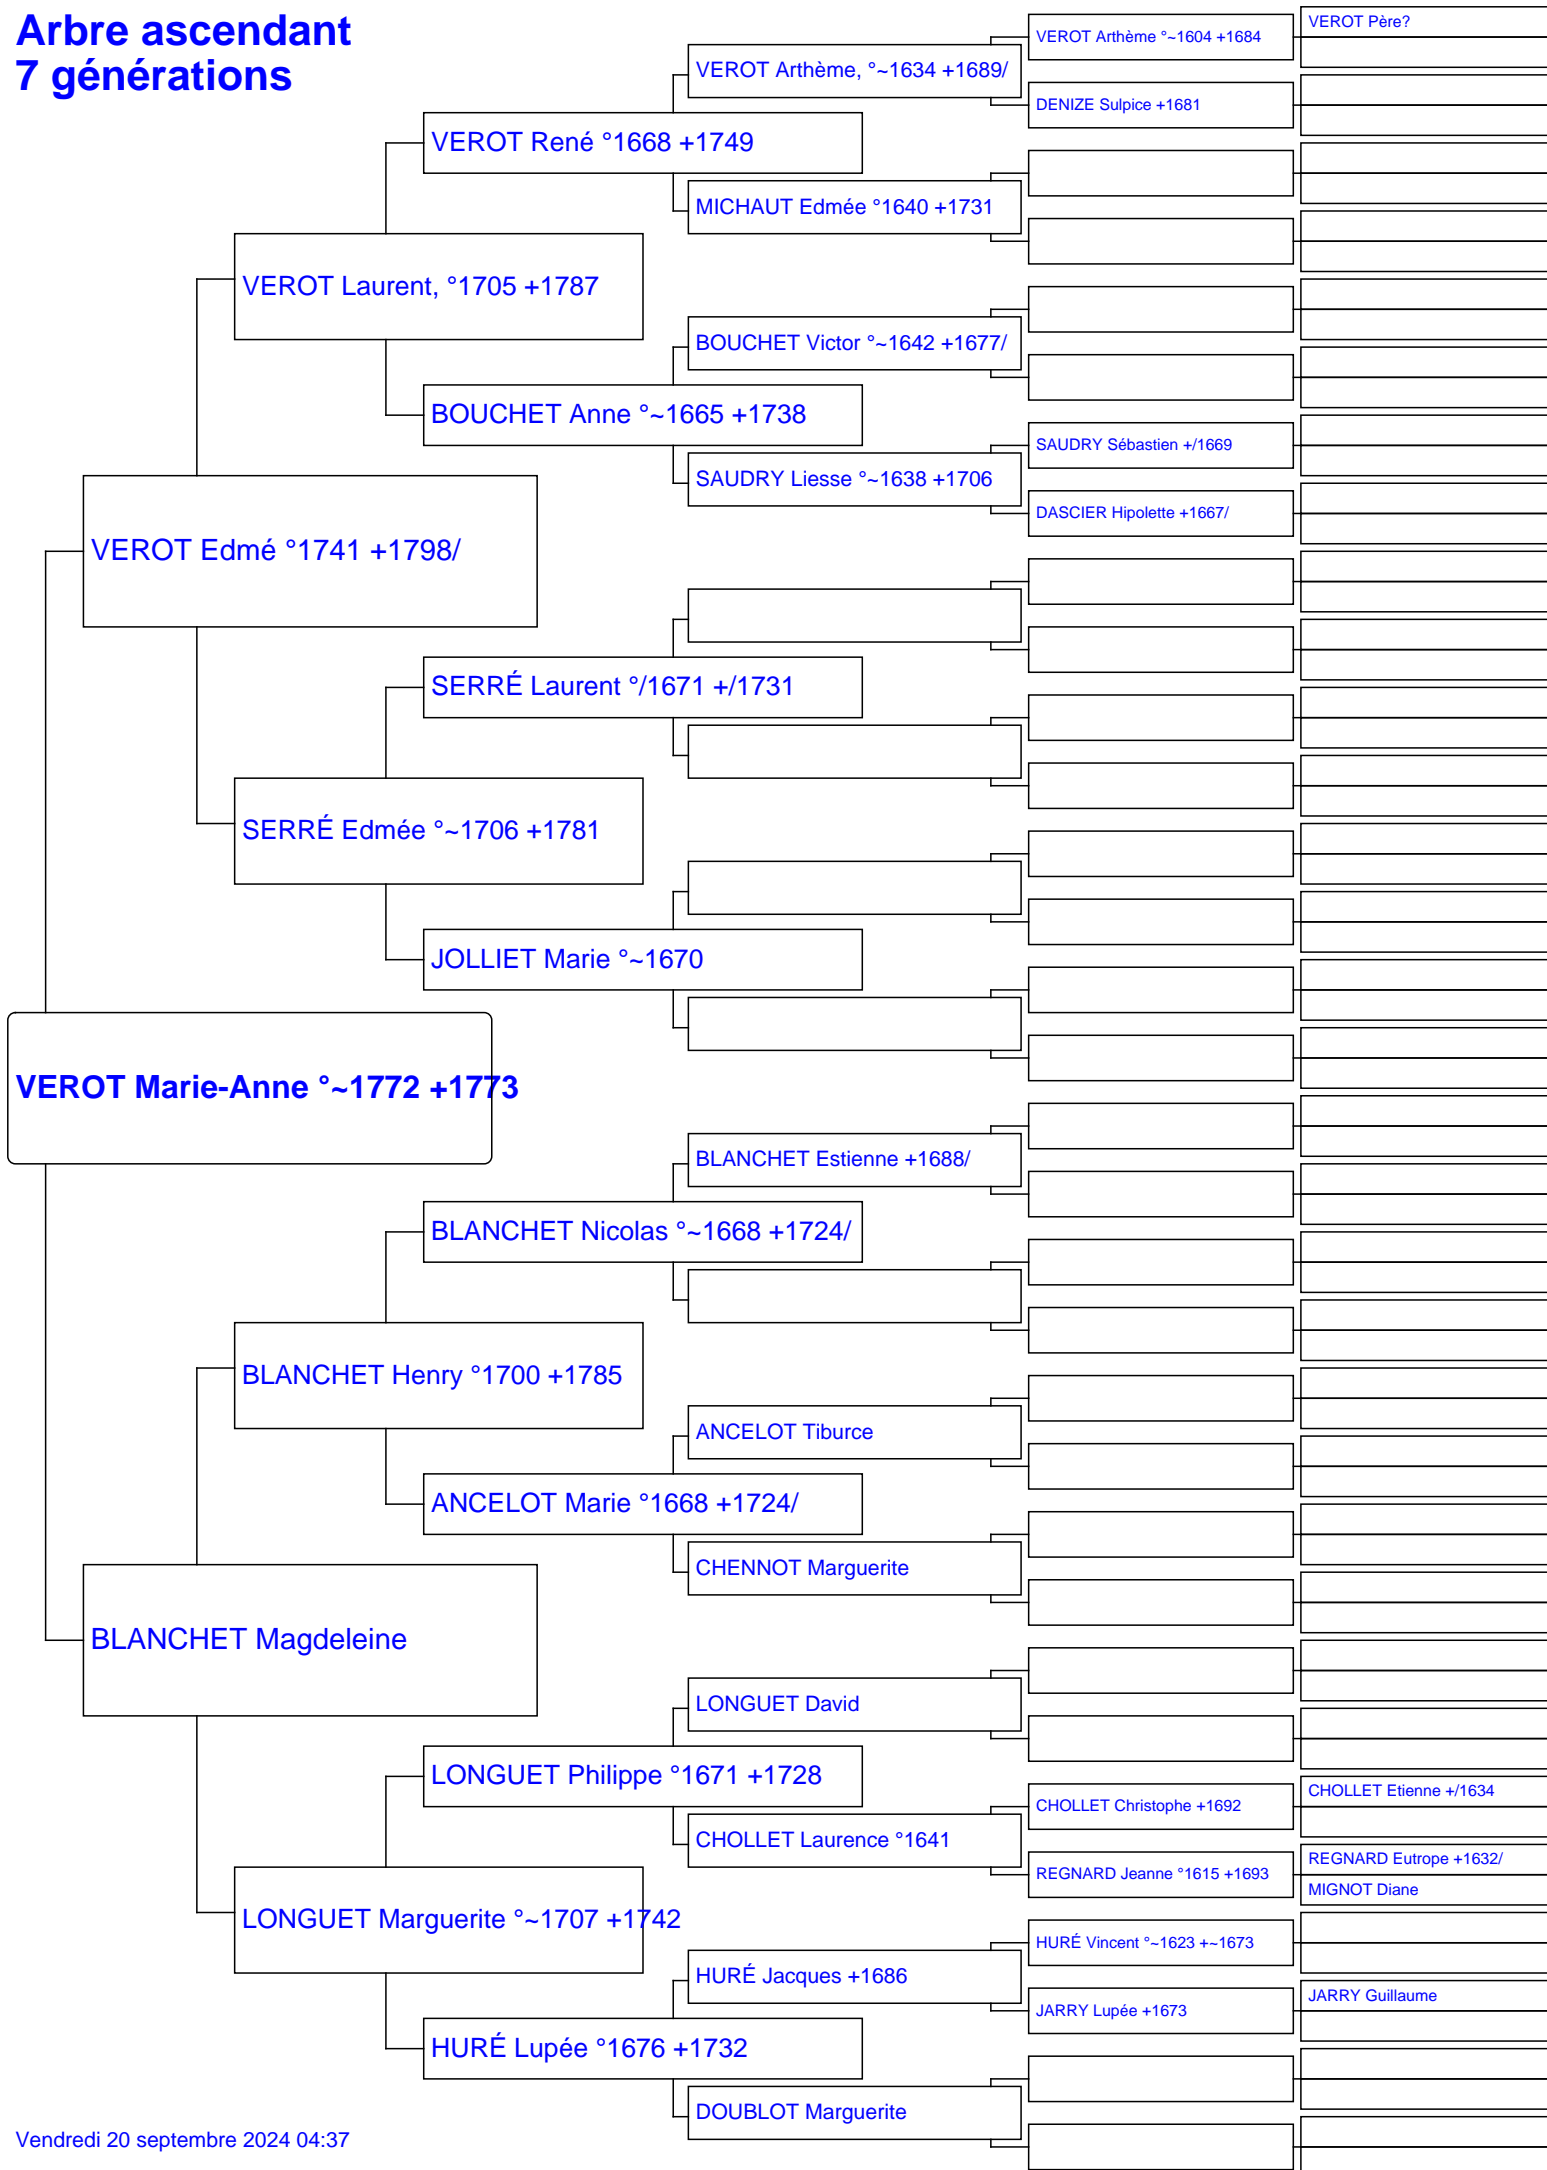 Arbre ascendant
7 générations
VEROT Père?
VEROT Arthème °~1604 +1684
VEROT Arthème, °~1634 +1689/
DENIZE Sulpice +1681
VEROT René °1668 +1749
MICHAUT Edmée °1640 +1731
VEROT Laurent, °1705 +1787
BOUCHET Victor °~1642 +1677/
BOUCHET Anne °~1665 +1738
SAUDRY Sébastien +/1669
SAUDRY Liesse °~1638 +1706
DASCIER Hipolette +1667/
VEROT Edmé °1741 +1798/
SERRÉ Laurent °/1671 +/1731
SERRÉ Edmée °~1706 +1781
JOLLIET Marie °~1670
VEROT Marie-Anne °~1772 +1773
BLANCHET Estienne +1688/
BLANCHET Nicolas °~1668 +1724/
BLANCHET Henry °1700 +1785
ANCELOT Tiburce
ANCELOT Marie °1668 +1724/
CHENNOT Marguerite
BLANCHET Magdeleine
LONGUET David
LONGUET Philippe °1671 +1728
CHOLLET Etienne +/1634
CHOLLET Christophe +1692
CHOLLET Laurence °1641
REGNARD Eutrope +1632/
REGNARD Jeanne °1615 +1693
MIGNOT Diane
LONGUET Marguerite °~1707 +1742
HURÉ Vincent °~1623 +~1673
HURÉ Jacques +1686
JARRY Guillaume
JARRY Lupée +1673
HURÉ Lupée °1676 +1732
DOUBLOT Marguerite
Vendredi 20 septembre 2024 04:37